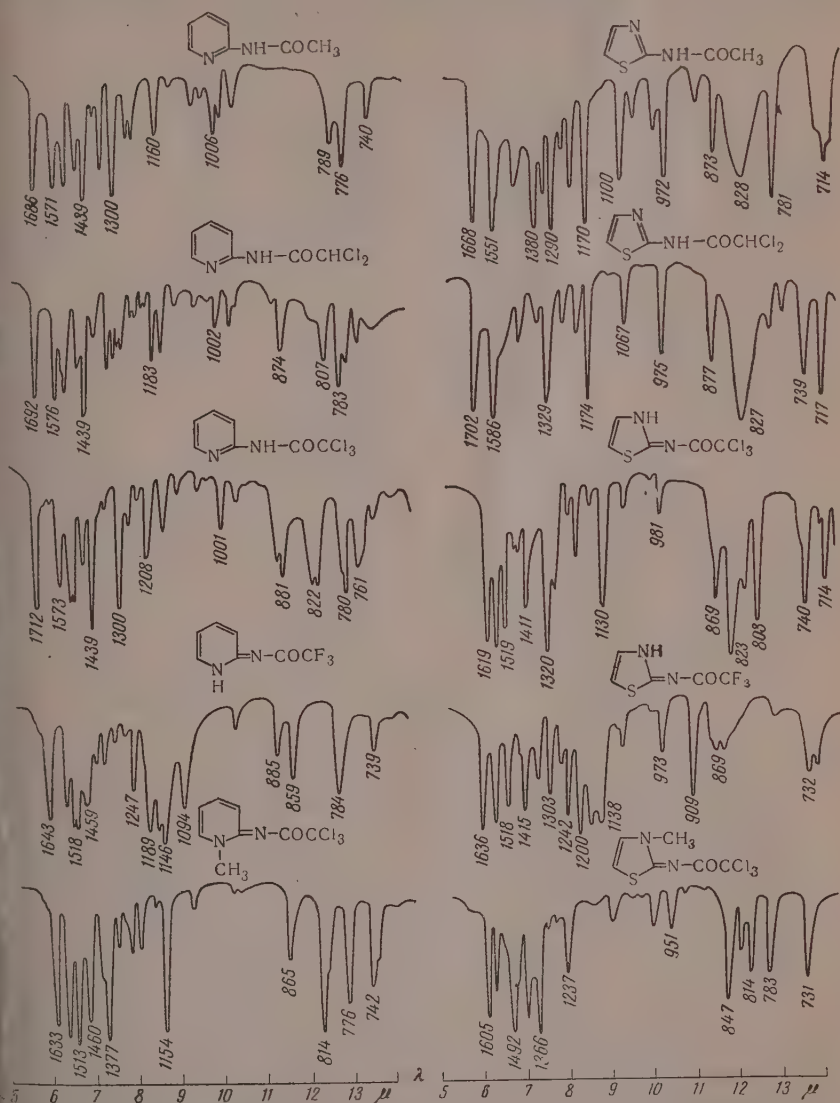 NH—COCH3
N
1686 1571 1439 1300 1160 1006 789 776 740
N
S NH—COCH3
1668 1551 1380 1290 1170 1100 972 873 828 781 714
N NH—COCHCl2
1692 1576 1439 1183 1002 874 807 783
N
S NH—COCHCl2
1702 1586 1329 1174 1067 975 877 827 739 717
N NH—COCCl3
1712 1573 1439 1300 1208 1001 881 822 780 761
NH
S N—COCCl3
1619 1519 1411 1320 1130 981 869 823 803 740 714
N—COCF3
N
H
1643 1518 1459 1247 1189 1146 1094 885 859 784 739
NH
S N—COCF3
1636 1518 1415 1303 1242 1200 1138 973 909 869 732
N N—COCCl3
CH3
1633 1513 1460 1377 1154 865 814 776 742
N—CH3
S N—COCCl3
1605 1492 1366 1237 951 847 814 783 731
5 6 7 8 9 10 11 12 13 μ λ
5 6 7 8 9 10 11 12 13 μ